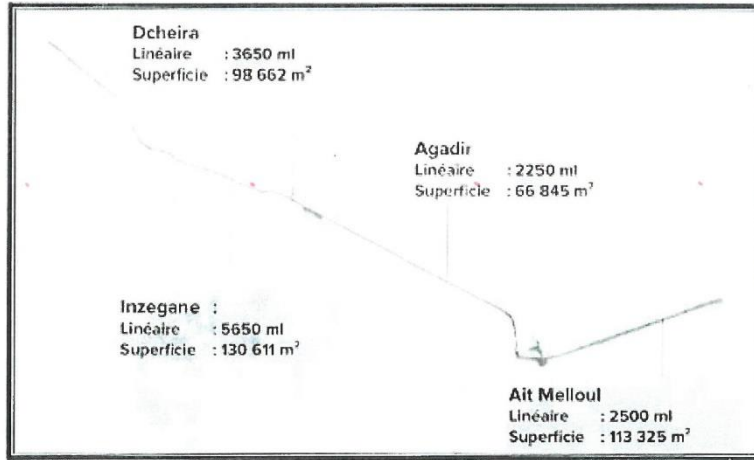 Dcheira
Linéaire : 3650 ml
Superficie : 98 662 m²
Agadir
Linéaire : 2250 ml
Superficie : 66 845 m²
Inzegane :
Linéaire : 5650 ml
Superficie : 130 611 m²
Ait Melloul
Linéaire : 2500 ml
Superficie : 113 325 m²